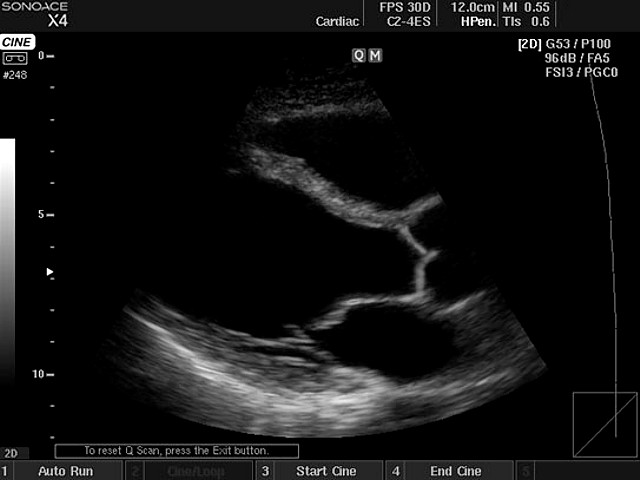 SONOACE
X4
Cardiac
FPS 30D
C2-4ES
12.0cm
HPen.
MI 0.55
TIs 0.6
CINE
#248
Q M
[2D] G53 / P100
96dB / FA5
FSI3 / PGC0
0
5
10
2D
To reset Q Scan, press the Exit button.
1 Auto Run 2 Cine/Loop 3 Start Cine 4 End Cine 5